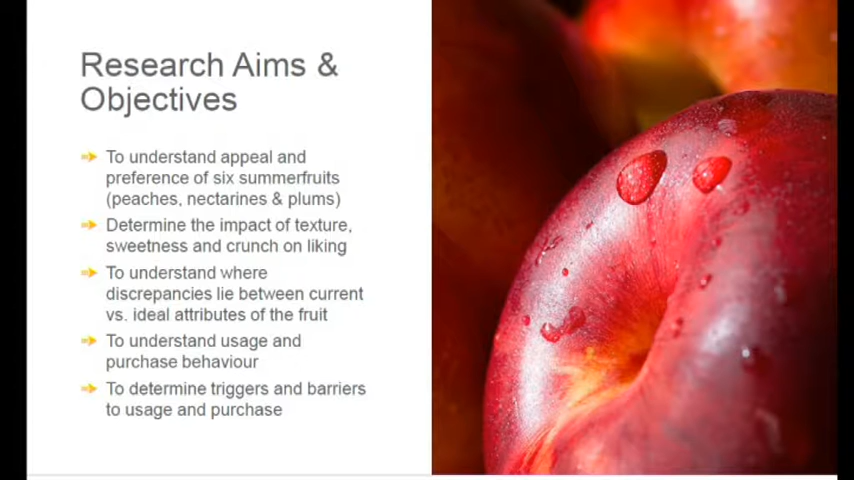 Research Aims &
Objectives
To understand appeal and
preference of six summerfruits
(peaches, nectarines & plums)
Determine the impact of texture,
sweetness and crunch on liking
To understand where
discrepancies lie between current
vs. ideal attributes of the fruit
To understand usage and
purchase behaviour
To determine triggers and barriers
to usage and purchase